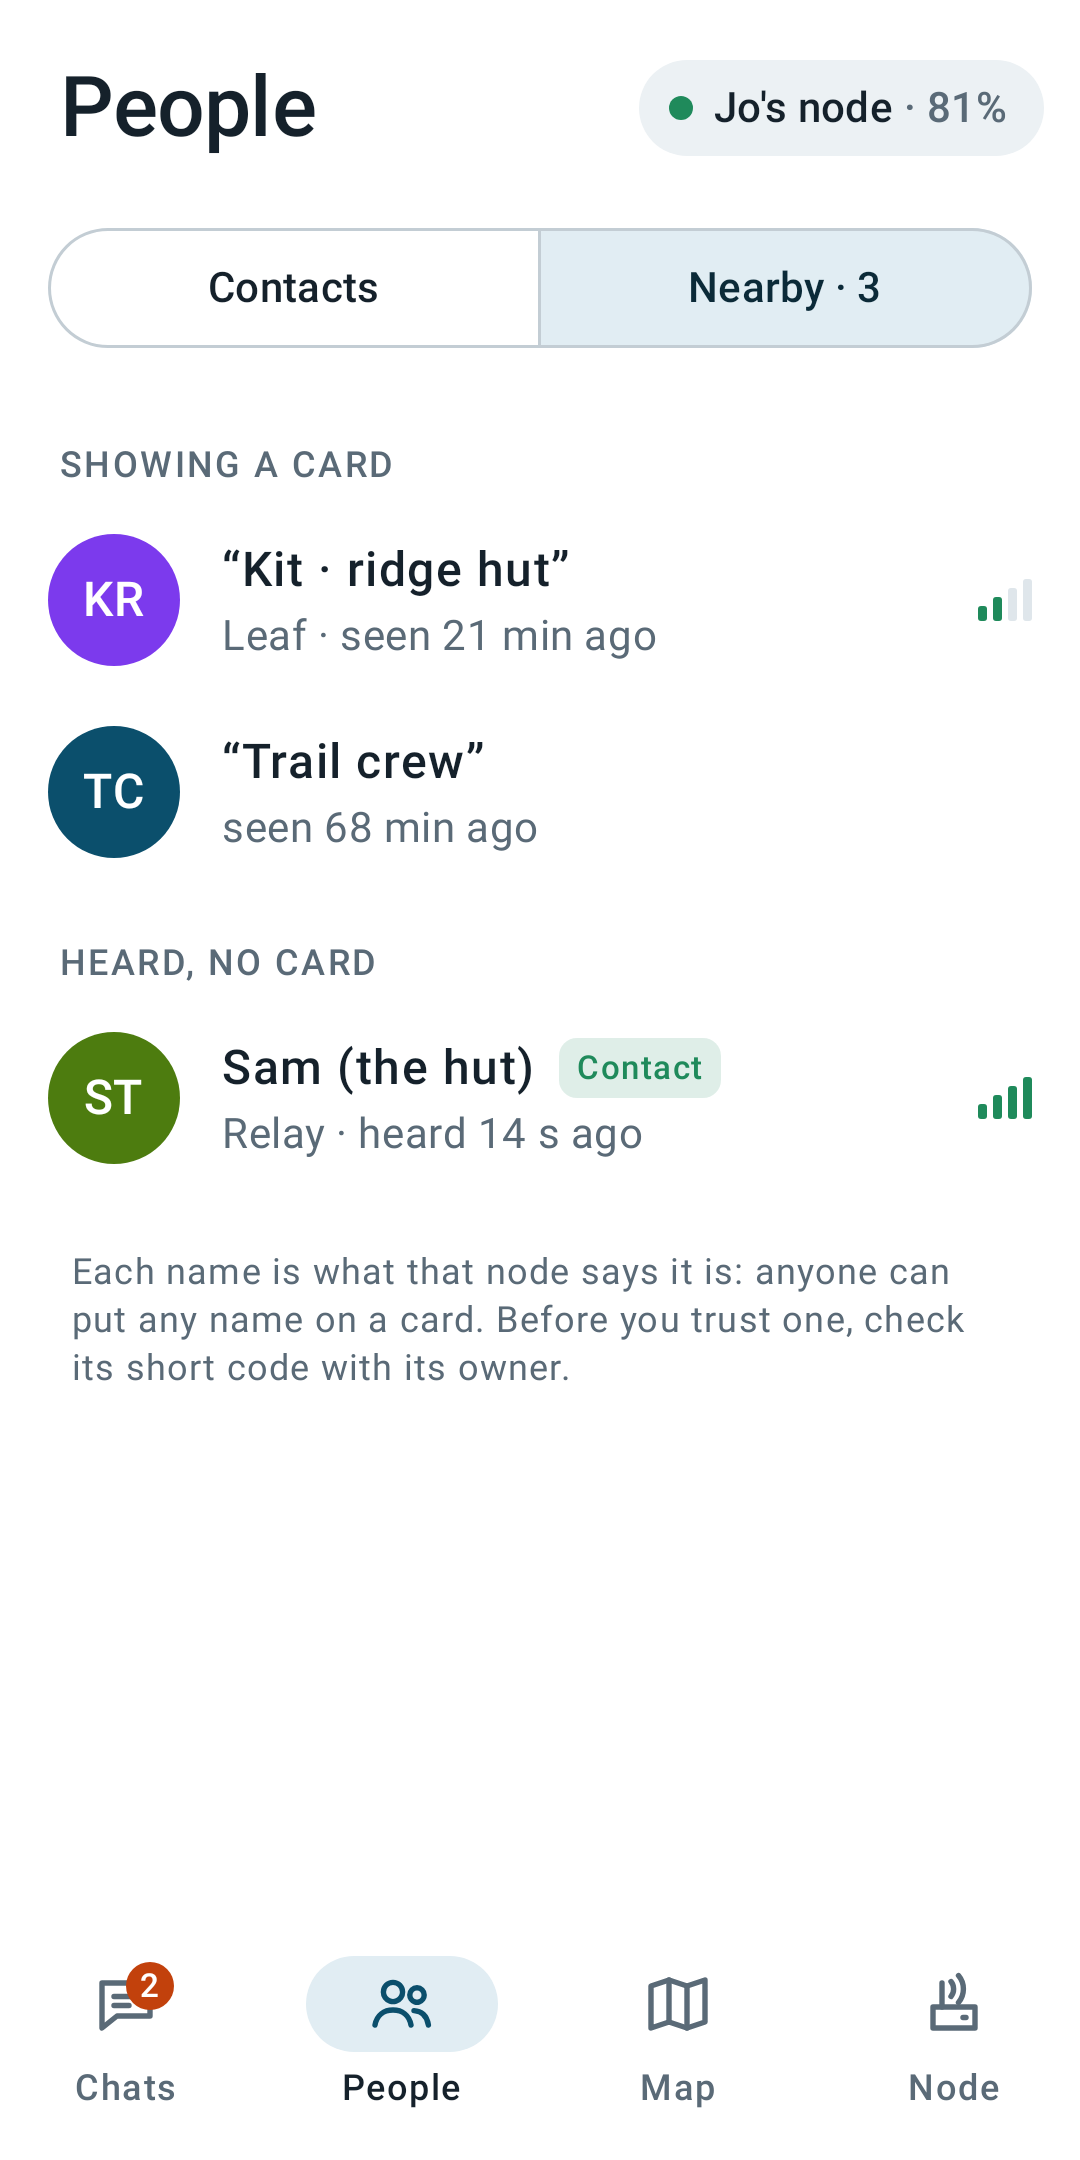 People
Jo's node · 81%
Contacts
Nearby · 3
SHOWING A CARD
KR
“Kit · ridge hut”
Leaf · seen 21 min ago
TC
“Trail crew”
seen 68 min ago
HEARD, NO CARD
ST
Sam (the hut)
Contact
Relay · heard 14 s ago
Each name is what that node says it is: anyone can
put any name on a card. Before you trust one, check
its short code with its owner.
2
Chats
People
Map
Node